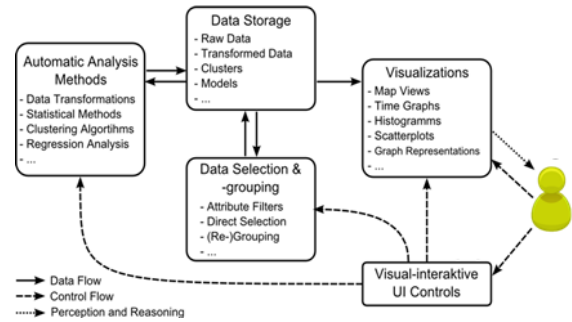 Data Storage
- Raw Data
- Transformed Data
- Clusters
- Models
- ...
Automatic Analysis
Methods
- Data Transformations
- Statistical Methods
- Clustering Algortihms
- Regression Analysis
- ...
Visualizations
- Map Views
- Time Graphs
- Histogramms
- Scatterplots
- Graph Representations
- ...
Data Selection &
-grouping
- Attribute Filters
- Direct Selection
- (Re-)Grouping
- ...
Visual-interaktive
UI Controls
Data Flow
Control Flow
Perception and Reasoning